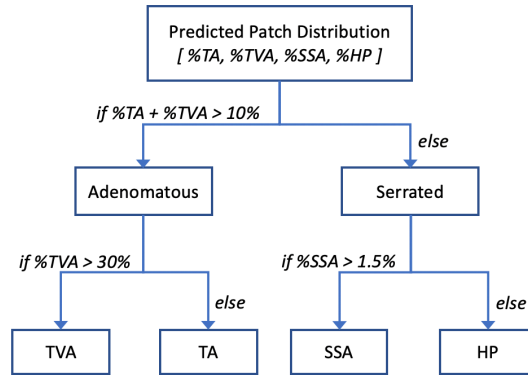 Predicted Patch Distribution
[ %TA, %TVA, %SSA, %HP ]
if %TA + %TVA > 10%
else
Adenomatous
Serrated
if %TVA > 30%
else
if %SSA > 1.5%
else
TVA
TA
SSA
HP